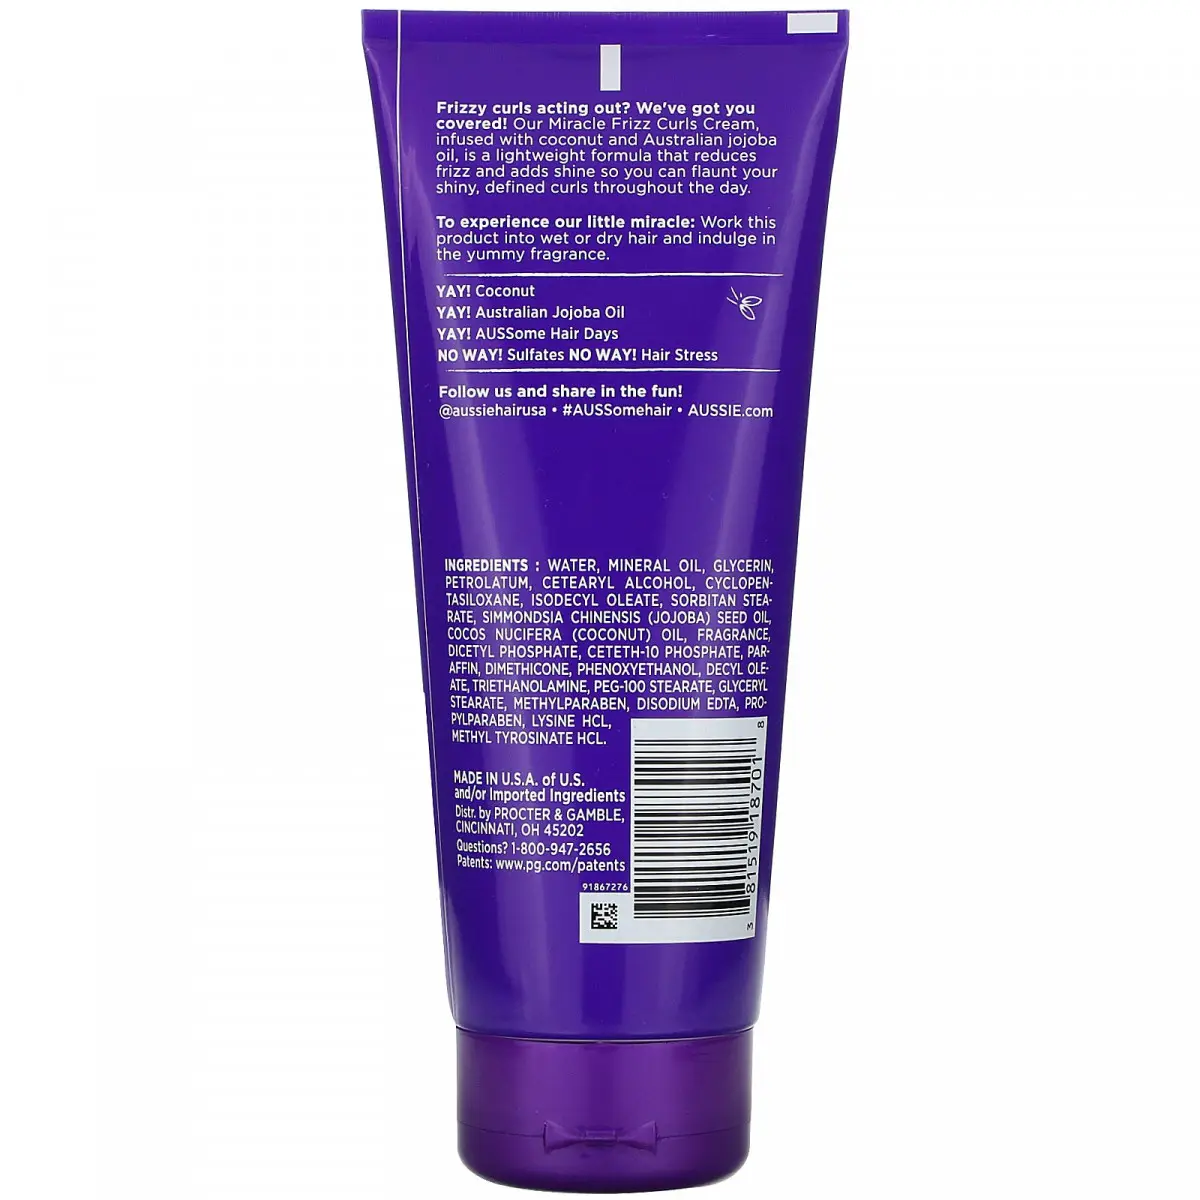 Frizzy curls acting out? We've got you
covered! Our Miracle Frizz Curls Cream,
infused with coconut and Australian jojoba
oil, is a lightweight formula that reduces
frizz and adds shine so you can flaunt your
shiny, defined curls throughout the day.
To experience our little miracle: Work this
product into wet or dry hair and indulge in
the yummy fragrance.
YAY! Coconut
YAY! Australian Jojoba Oil
YAY! AUSSome Hair Days
NO WAY! Sulfates NO WAY! Hair Stress
Follow us and share in the fun!
@aussiehairusa • #AUSSomehair • AUSSIE.com
INGREDIENTS : WATER, MINERAL OIL, GLYCERIN,
PETROLATUM, CETEARYL ALCOHOL, CYCLOPEN-
TASILOXANE, ISODECYL OLEATE, SORBITAN STEA-
RATE, SIMMONDSIA CHINENSIS (JOJOBA) SEED OIL,
COCOS NUCIFERA (COCONUT) OIL, FRAGRANCE,
DICETYL PHOSPHATE, CETETH-10 PHOSPHATE, PAR-
AFFIN, DIMETHICONE, PHENOXYETHANOL, DECYL OLE-
ATE, TRIETHANOLAMINE, PEG-100 STEARATE, GLYCERYL
STEARATE, METHYLPARABEN, DISODIUM EDTA, PRO-
PYLPARABEN, LYSINE HCL,
METHYL TYROSINATE HCL.
MADE IN U.S.A. of U.S.
and/or Imported Ingredients
Distr. by PROCTER & GAMBLE,
CINCINNATI, OH 45202
Questions? 1-800-947-2656
Patents: www.pg.com/patents
91867276
3 81519 18701 8